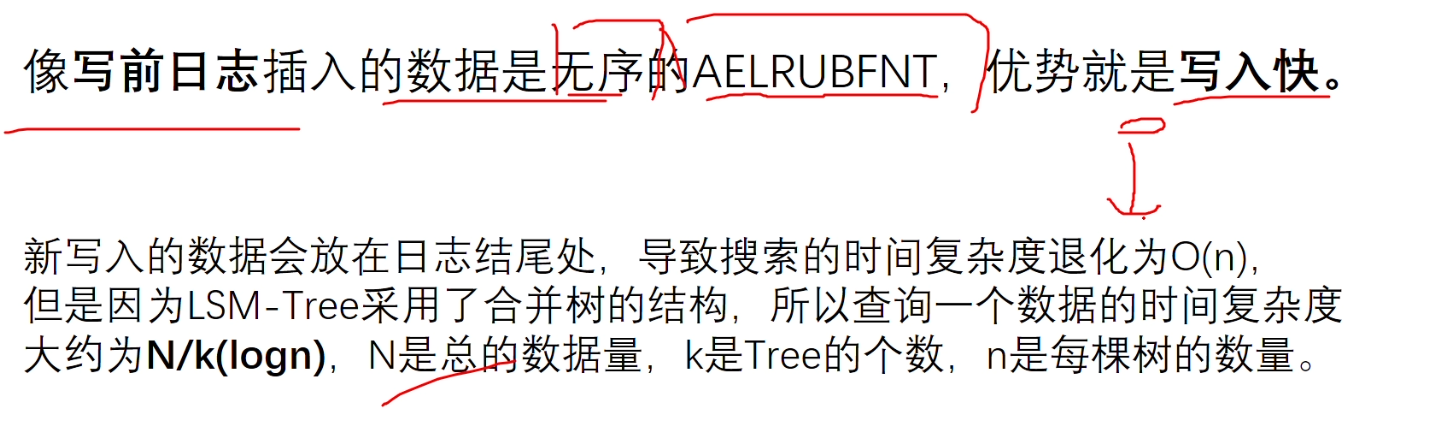 像写前日志插入的数据是无序的AELRUBFNT，优势就是写入快。
新写入的数据会放在日志结尾处，导致搜索的时间复杂度退化为O(n),
但是因为LSM-Tree采用了合并树的结构，所以查询一个数据的时间复杂度
大约为N/k(logn)，N是总的数据量，k是Tree的个数，n是每棵树的数量。